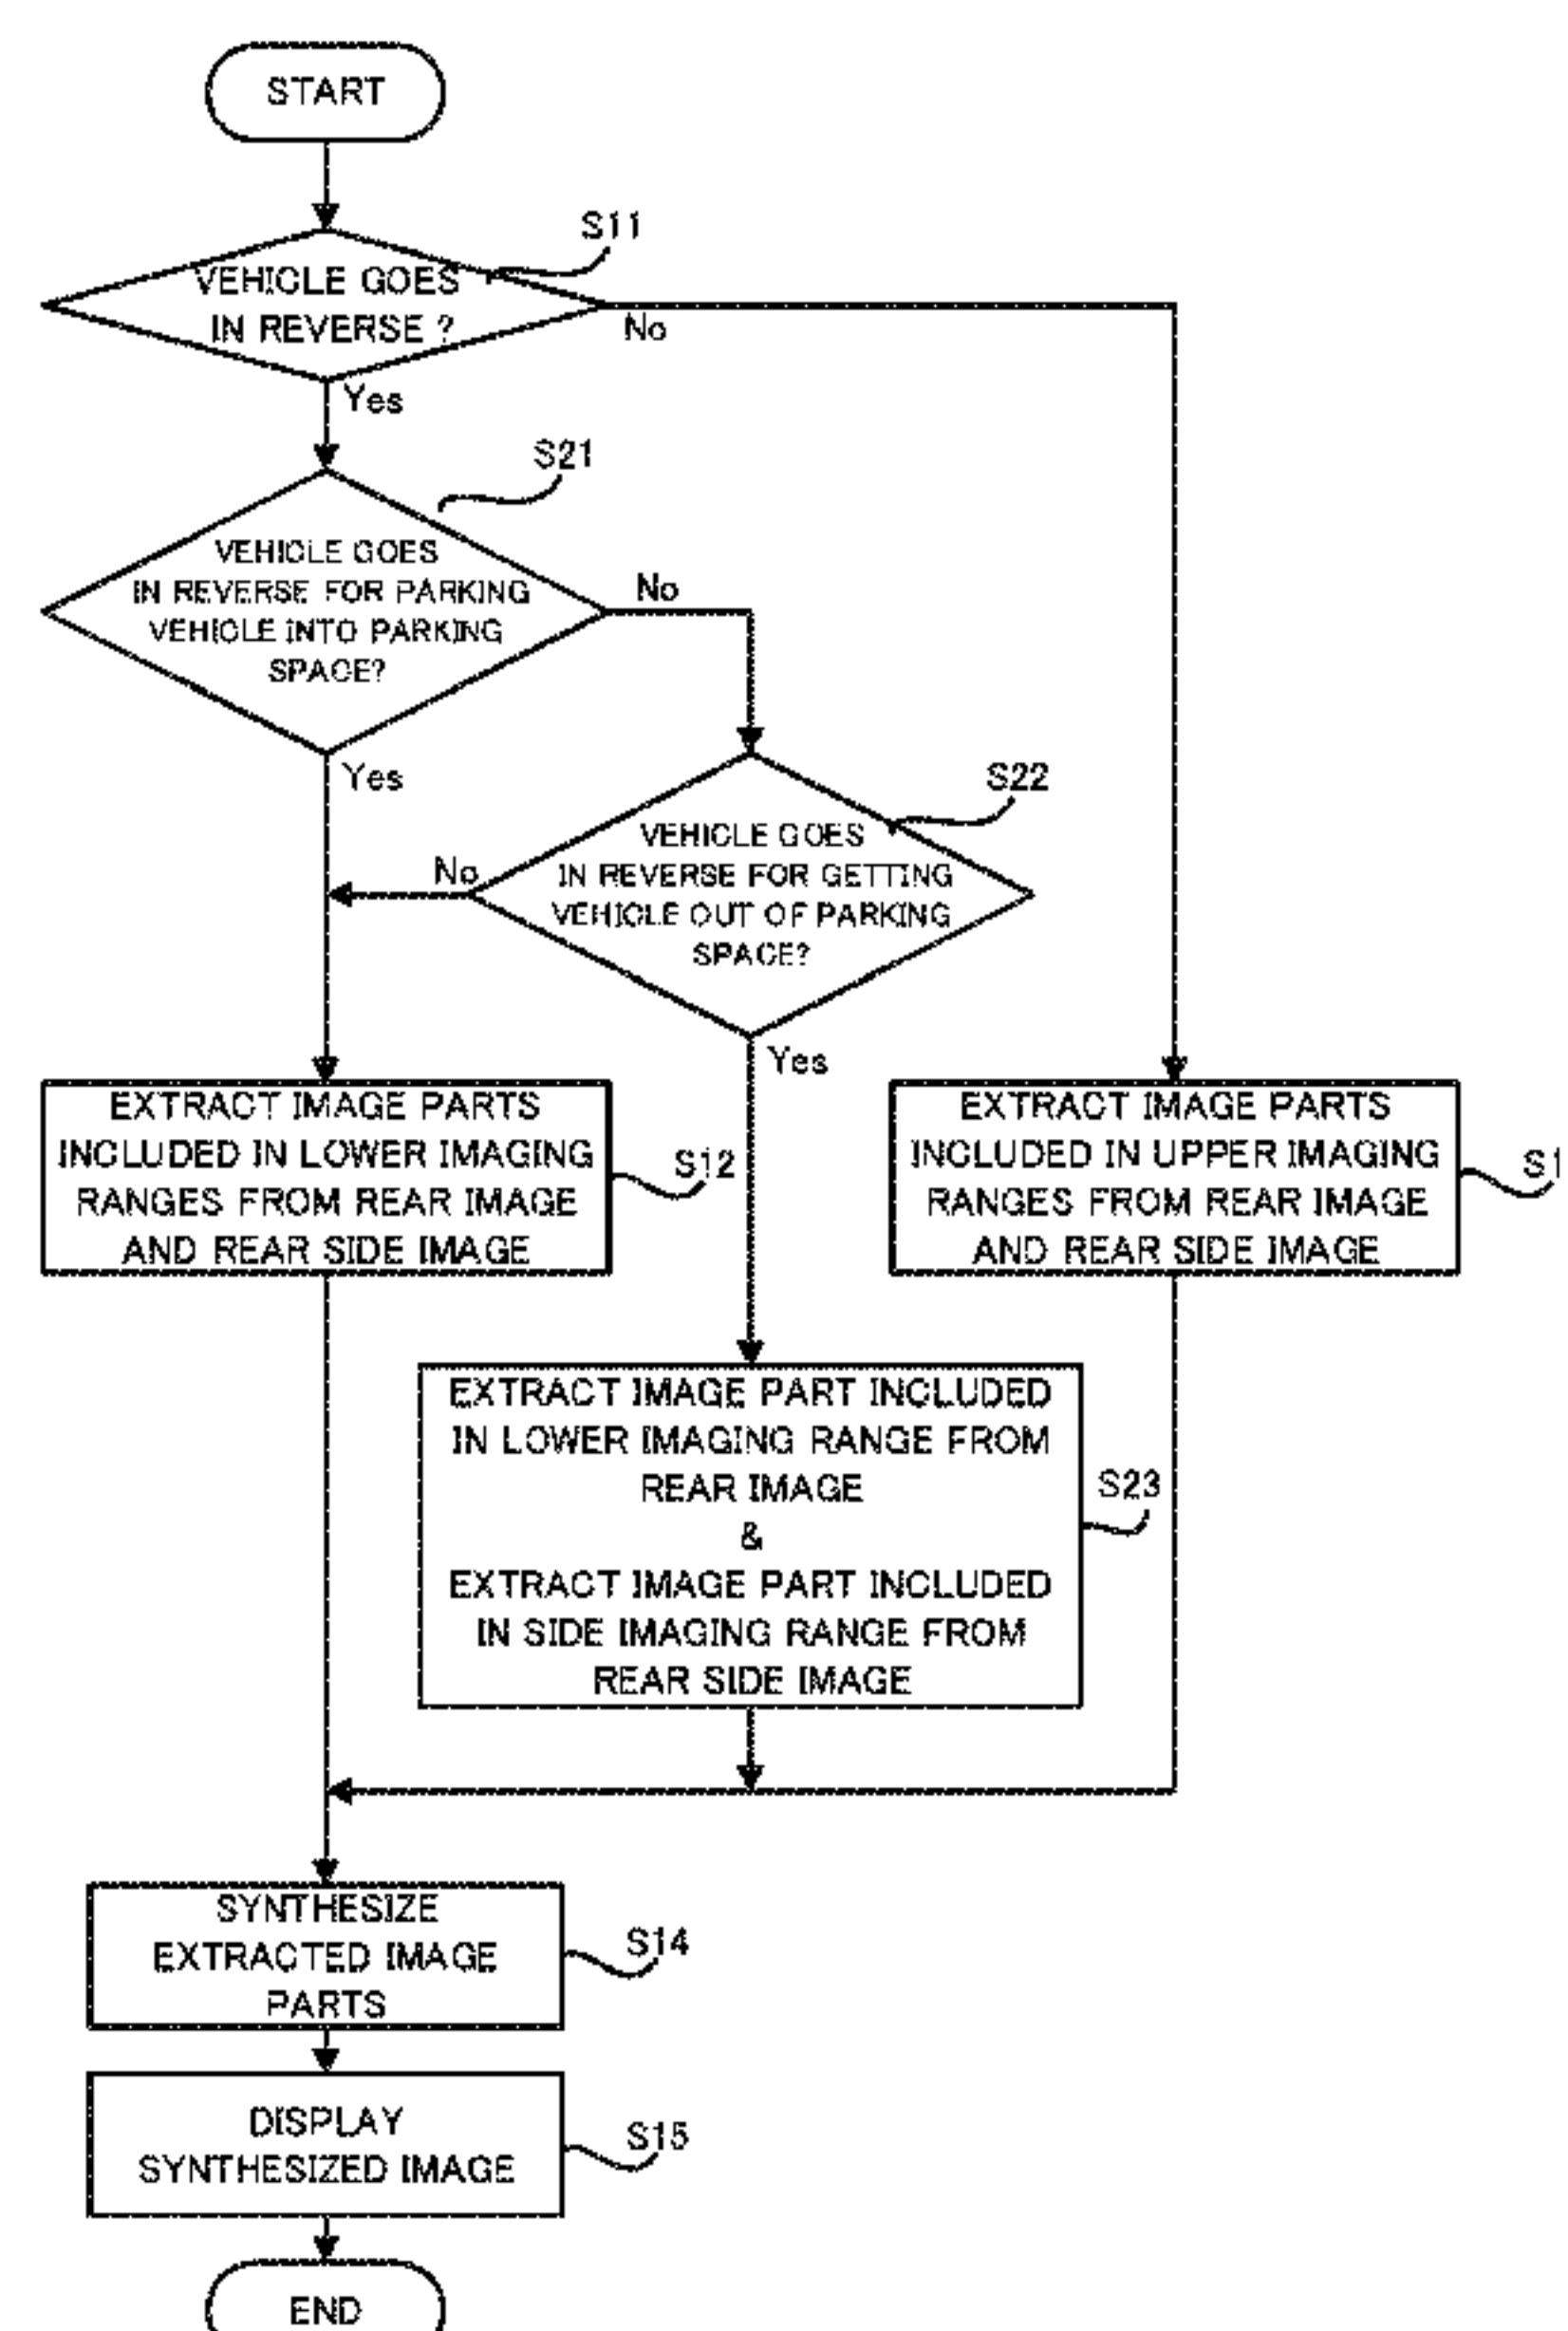 START
S11
VEHICLE GOES
IN REVERSE ?
No
Yes
S21
VEHICLE GOES
IN REVERSE FOR PARKING
VEHICLE INTO PARKING
SPACE?
No
Yes
S22
VEHICLE GOES
IN REVERSE FOR GETTING
VEHICLE OUT OF PARKING
SPACE?
No
Yes
EXTRACT IMAGE PARTS
INCLUDED IN LOWER IMAGING
RANGES FROM REAR IMAGE
AND REAR SIDE IMAGE
S12
EXTRACT IMAGE PARTS
INCLUDED IN UPPER IMAGING
RANGES FROM REAR IMAGE
AND REAR SIDE IMAGE
S1
EXTRACT IMAGE PART INCLUDED
IN LOWER IMAGING RANGE FROM
REAR IMAGE
&
EXTRACT IMAGE PART INCLUDED
IN SIDE IMAGING RANGE FROM
REAR SIDE IMAGE
S23
SYNTHESIZE
EXTRACTED IMAGE
PARTS
S14
DISPLAY
SYNTHESIZED IMAGE
S15
END